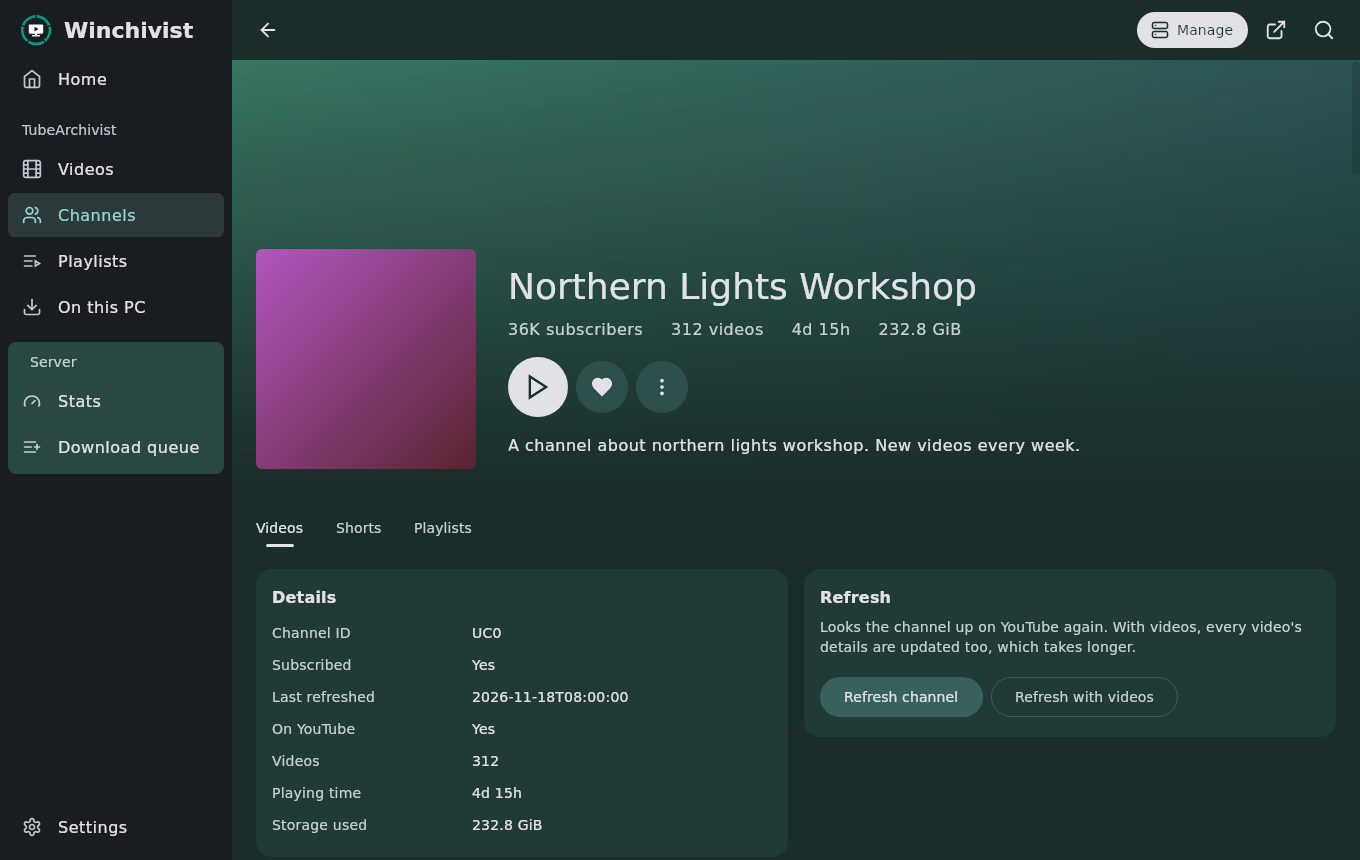 Winchivist
Manage
Home
TubeArchivist
Videos
Channels
Playlists
On this PC
Server
Stats
Download queue
Settings
Northern Lights Workshop
36K subscribers 312 videos 4d 15h 232.8 GiB
A channel about northern lights workshop. New videos every week.
Videos Shorts Playlists
Details
Channel ID UC0
Subscribed Yes
Last refreshed 2026-11-18T08:00:00
On YouTube Yes
Videos 312
Playing time 4d 15h
Storage used 232.8 GiB
Refresh
Looks the channel up on YouTube again. With videos, every video's
details are updated too, which takes longer.
Refresh channel Refresh with videos